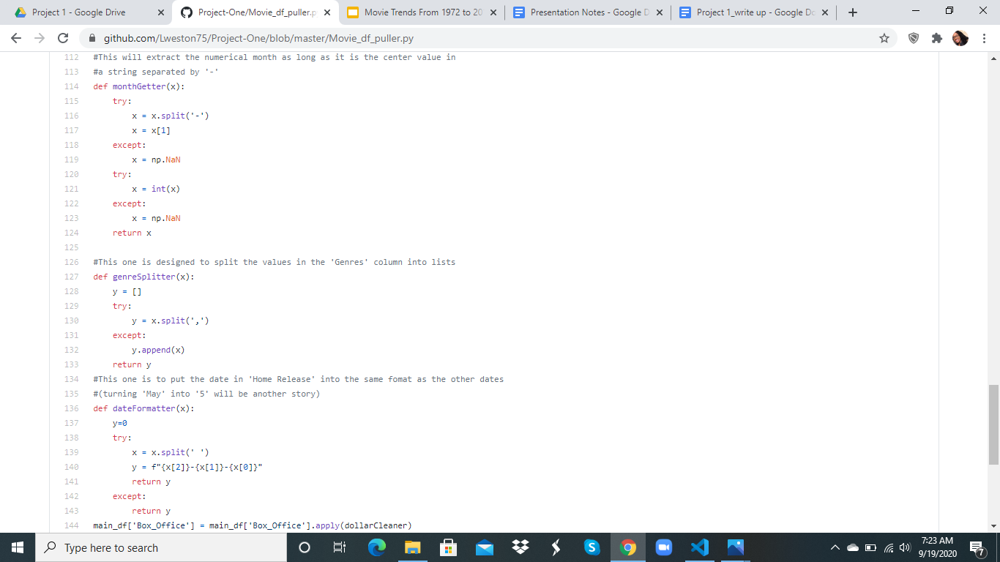 Project 1 - Google Drive
Project-One/Movie_df_puller.p
Movie Trends From 1972 to 20
Presentation Notes - Google D
Project 1_write up - Google Do
github.com/Lweston75/Project-One/blob/master/Movie_df_puller.py
112 #This will extract the numerical month as long as it is the center value in
113 #a string separated by '-'
114 def monthGetter(x):
115 try:
116 x = x.split('-')
117 x = x[1]
118 except:
119 x = np.NaN
120 try:
121 x = int(x)
122 except:
123 x = np.NaN
124 return x
125
126 #This one is designed to split the values in the 'Genres' column into lists
127 def genreSplitter(x):
128 y = []
129 try:
130 y = x.split(',')
131 except:
132 y.append(x)
133 return y
134 #This one is to put the date in 'Home Release' into the same fomat as the other dates
135 #(turning 'May' into '5' will be another story)
136 def dateFormatter(x):
137 y=0
138 try:
139 x = x.split(' ')
140 y = f"{x[2]}-{x[1]}-{x[0]}"
141 return y
142 except:
143 return y
144 main_df['Box_Office'] = main_df['Box_Office'].apply(dollarCleaner)
Type here to search
7:23 AM
9/19/2020
7